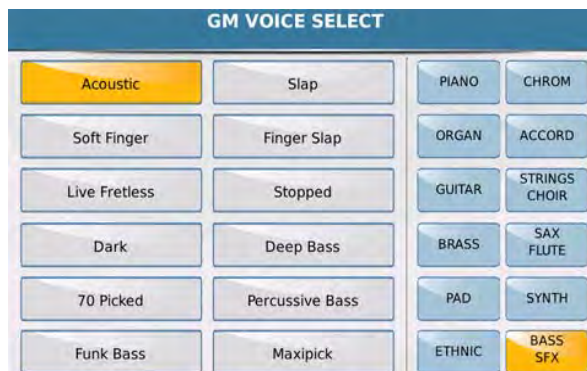 GM VOICE SELECT
Acoustic
Slap
PIANO
CHROM
Soft Finger
Finger Slap
ORGAN
ACCORD
Live Fretless
Stopped
GUITAR
STRINGS
CHOIR
Dark
Deep Bass
BRASS
SAX
FLUTE
70 Picked
Percussive Bass
PAD
SYNTH
Funk Bass
Maxipick
ETHNIC
BASS
SFX